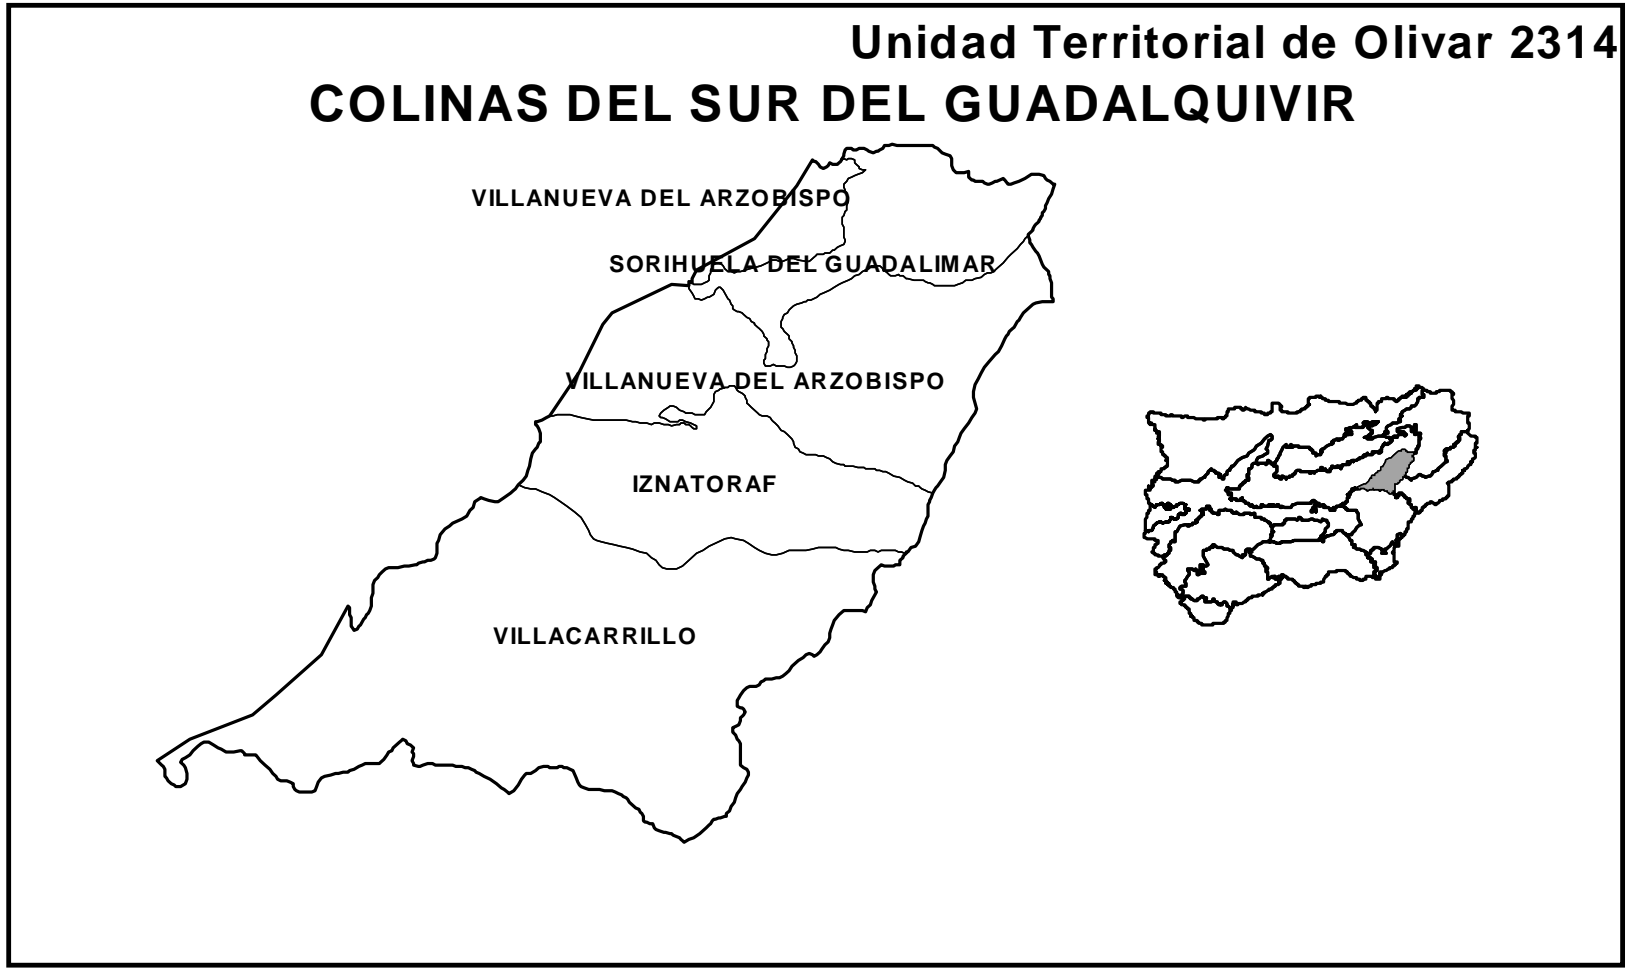 Unidad Territorial de Olivar 2314
COLINAS DEL SUR DEL GUADALQUIVIR
VILLANUEVA DEL ARZOBISPO
SORIHUELA DEL GUADALIMAR
VILLANUEVA DEL ARZOBISPO
IZNATORAF
VILLACARRILLO